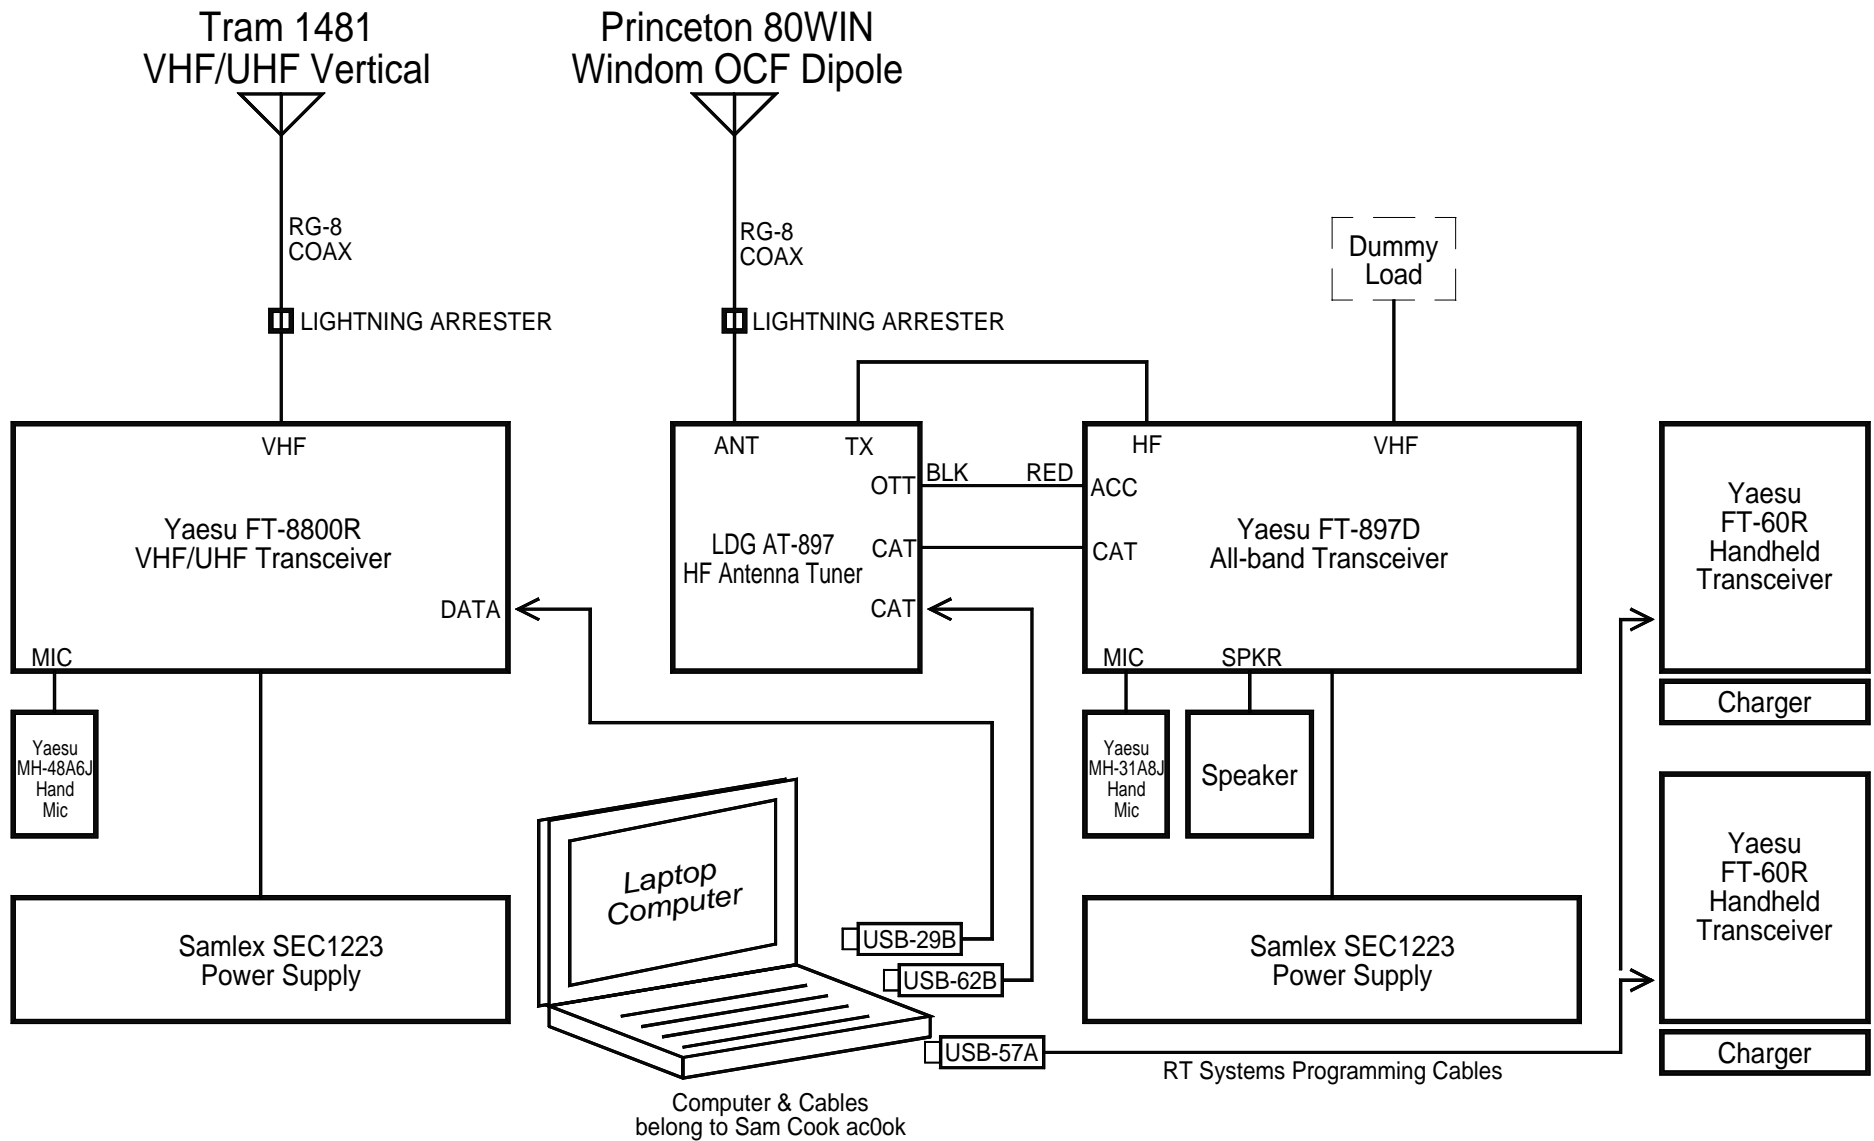 Tram 1481
VHF/UHF Vertical
Princeton 80WIN
Windom OCF Dipole
RG-8
COAX
RG-8
COAX
Dummy
Load
LIGHTNING ARRESTER
LIGHTNING ARRESTER
VHF
Yaesu FT-8800R
VHF/UHF Transceiver
DATA
MIC
ANT
TX
OTT
BLK
RED
LDG AT-897
HF Antenna Tuner
CAT
CAT
HF
VHF
ACC
Yaesu FT-897D
All-band Transceiver
CAT
MIC
SPKR
Yaesu
FT-60R
Handheld
Transceiver
Charger
Yaesu
MH-48A6J
Hand
Mic
Yaesu
MH-31A8J
Hand
Mic
Speaker
Yaesu
FT-60R
Handheld
Transceiver
Charger
Laptop
Computer
Samlex SEC1223
Power Supply
USB-29B
USB-62B
USB-57A
Samlex SEC1223
Power Supply
RT Systems Programming Cables
Computer & Cables
belong to Sam Cook ac0ok